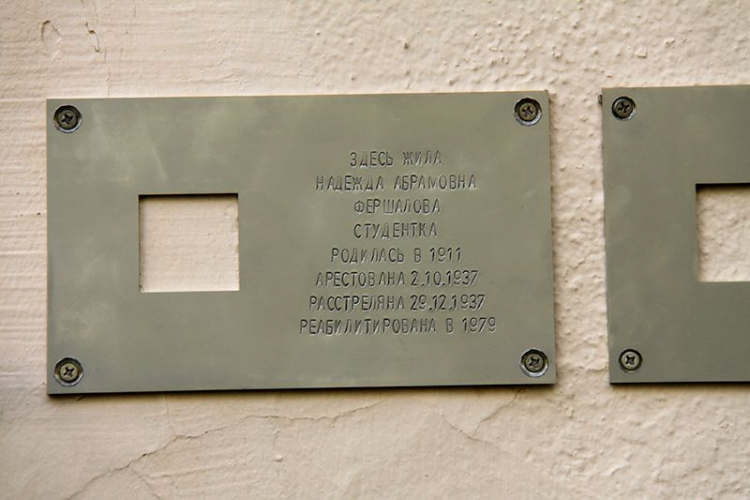 ЗДЕСЬ ЖИЛА
НАДЕЖДА АБРАМОВНА
ФЕРШАЛОВА
СТУДЕНТКА
РОДИЛАСЬ В 1911
АРЕСТОВАНА 2.10.1937
РАССТРЕЛЯНА 29.12.1937
РЕАБИЛИТИРОВАНА В 1979